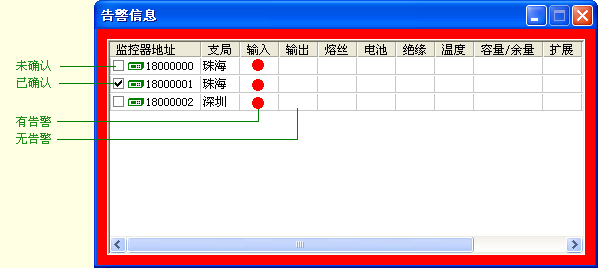 告警信息
监控器地址 支局 输入 输出 熔丝 电池 绝缘 温度 容量/余量 扩展
未确认 18000000 珠海
已确认 18000001 珠海
18000002 深圳
有告警
无告警